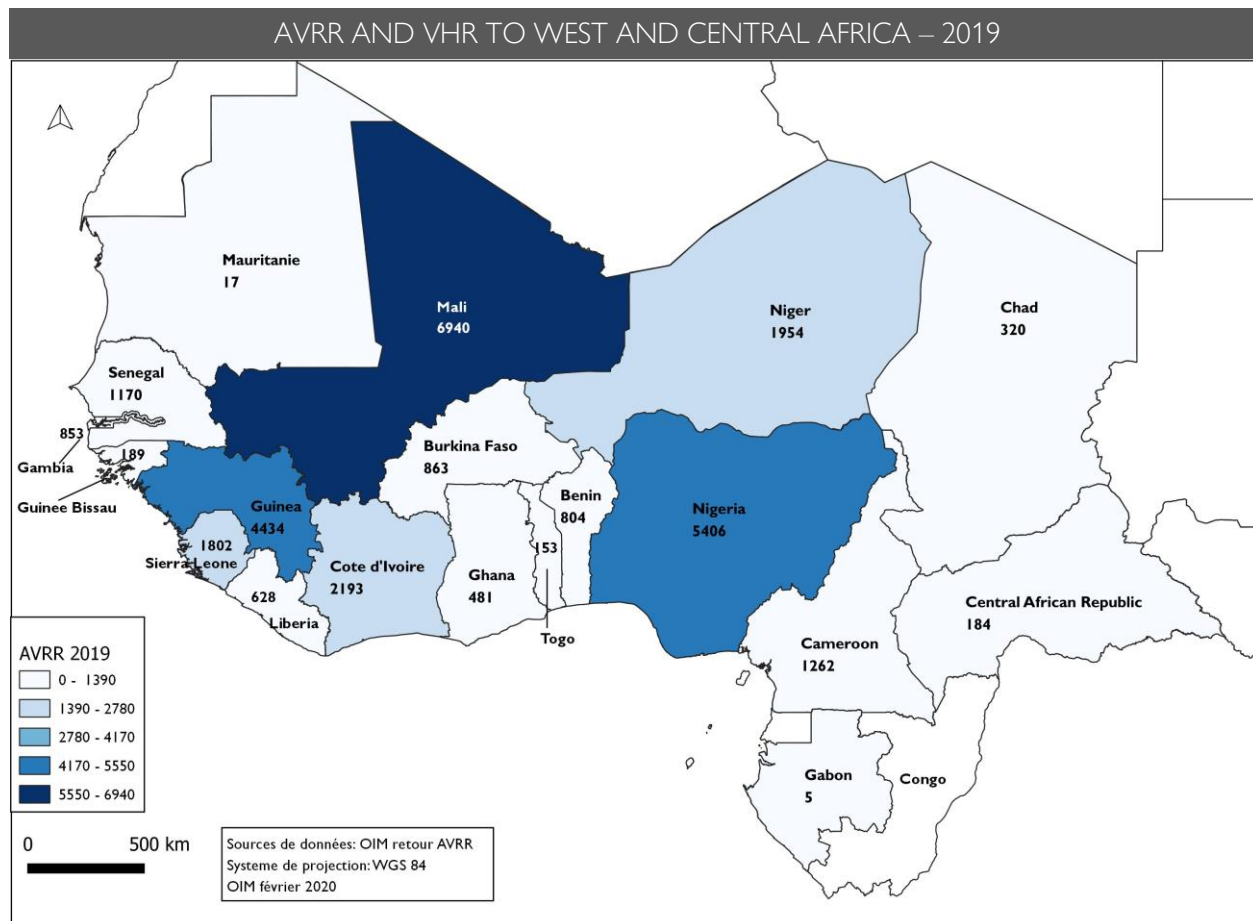 AVRR AND VHR TO WEST AND CENTRAL AFRICA – 2019
Mauritanie
17
Mali
6940
Niger
1954
Chad
320
Senegal
1170
853
Gambia
189
Guinee Bissau
Burkina Faso
863
Benin
804
Nigeria
5406
Guinea
4434
1802
Sierra Leone
Cote d'Ivoire
2193
Ghana
481
153
Togo
628
Liberia
Central African Republic
184
Cameroon
1262
Gabon
5
Congo
AVRR 2019
0 - 1390
1390 - 2780
2780 - 4170
4170 - 5550
5550 - 6940
0 500 km
Sources de données: OIM retour AVRR
Systeme de projection: WGS 84
OIM février 2020